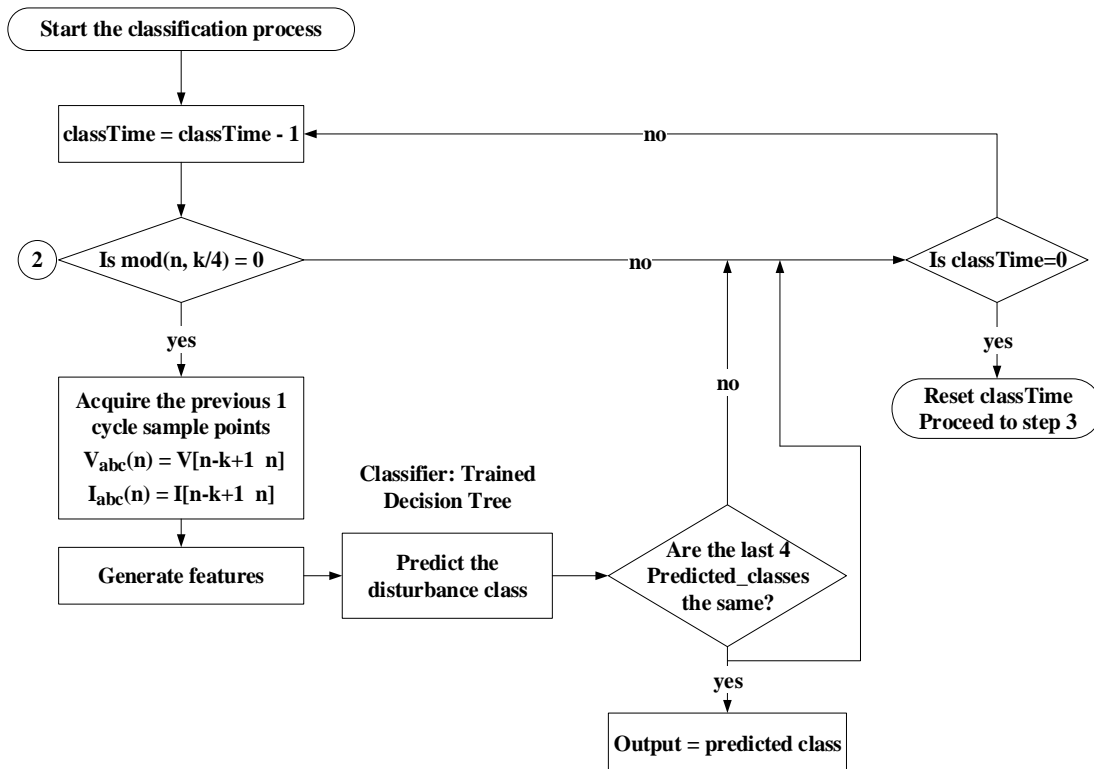 Start the classification process
classTime = classTime - 1
no
2
Is mod(n, k/4) = 0
no
Is classTime=0
yes
yes
Acquire the previous 1
cycle sample points
Vabc(n) = V[n-k+1 n]
Iabc(n) = I[n-k+1 n]
no
Reset classTime
Proceed to step 3
Classifier: Trained
Decision Tree
Generate features
Predict the
disturbance class
Are the last 4
Predicted_classes
the same?
yes
Output = predicted class